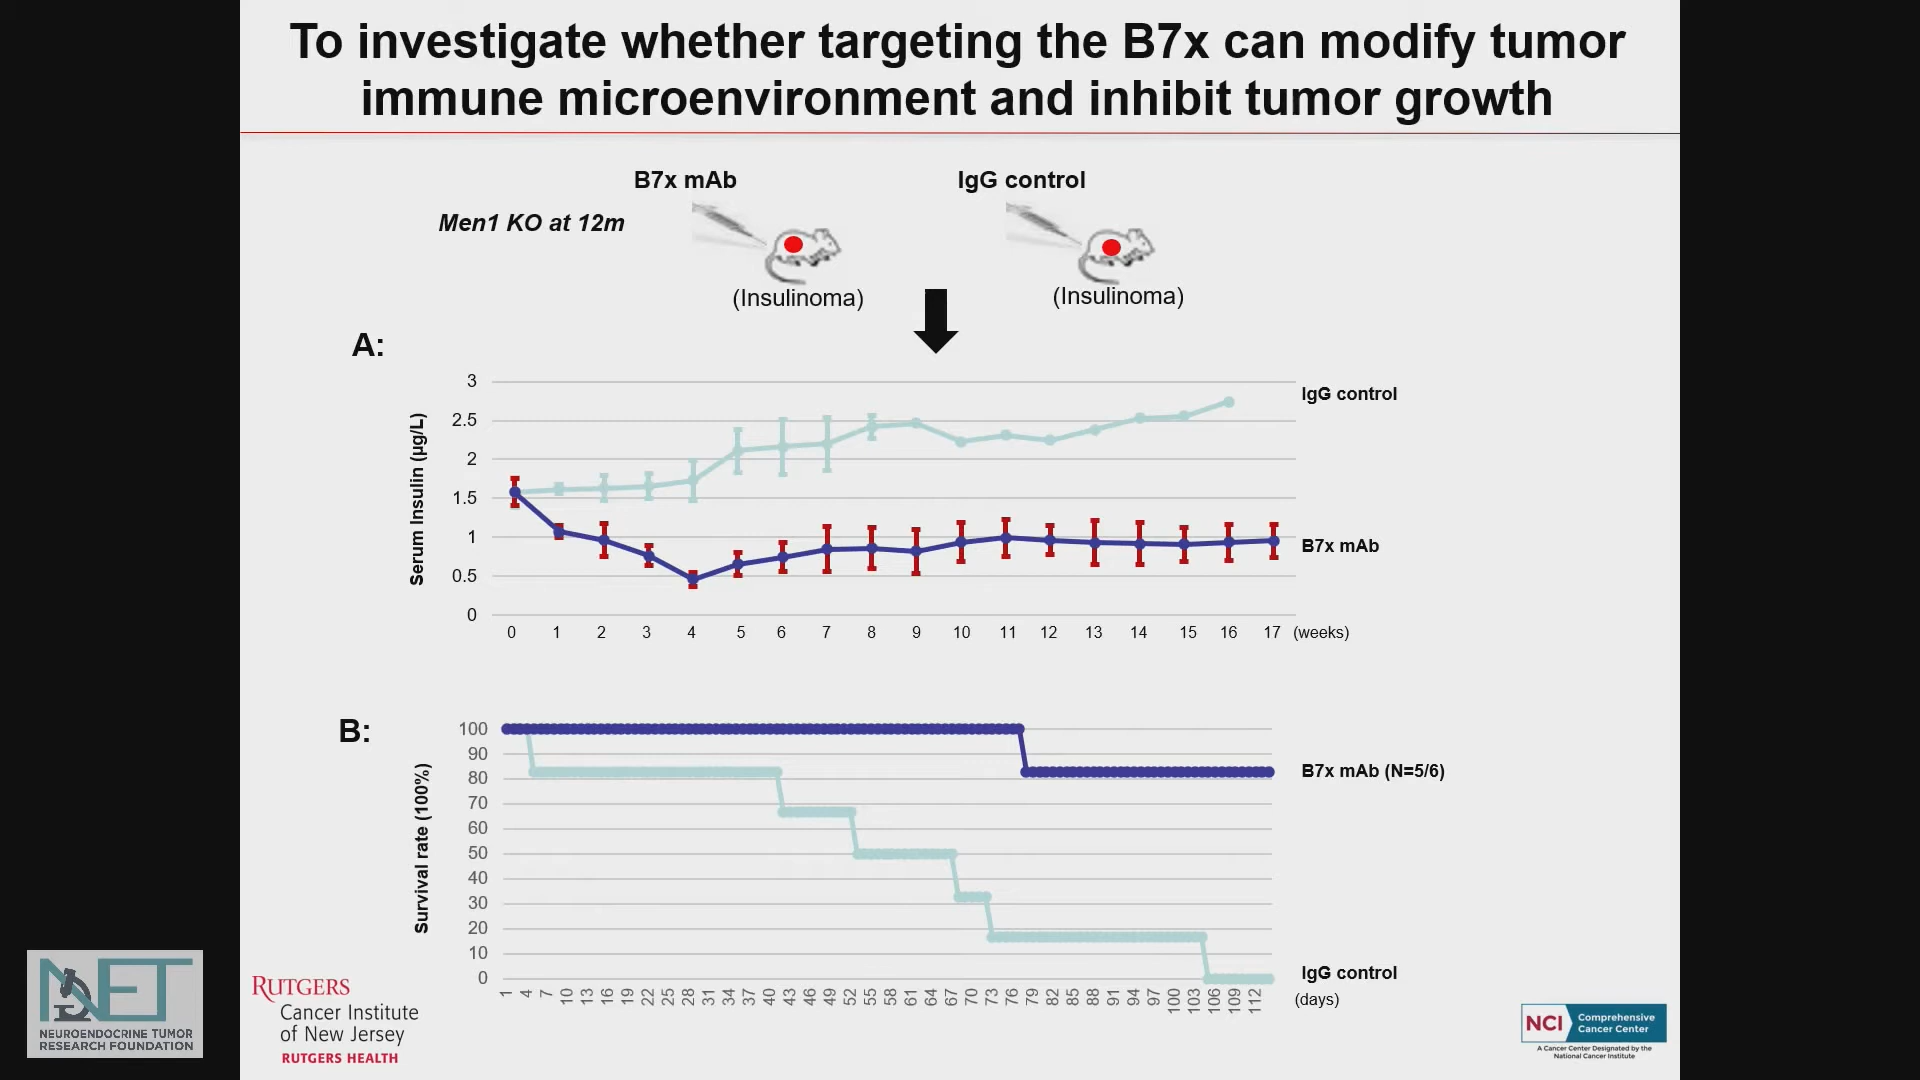 To investigate whether targeting the B7x can modify tumor
immune microenvironment and inhibit tumor growth
B7x mAb
IgG control
Men1 KO at 12m
(Insulinoma)
(Insulinoma)
A:
Serum Insulin (µg/L)
3
2.5
2
1.5
1
0.5
0
IgG control
B7x mAb
0 1 2 3 4 5 6 7 8 9 10 11 12 13 14 15 16 17 (weeks)
B:
Survival rate (100%)
100
90
80
70
60
50
40
30
20
10
0
B7x mAb (N=5/6)
IgG control
1 4 7 10 13 16 19 22 25 28 31 34 37 40 43 46 49 52 55 58 61 64 67 70 73 76 79 82 85 88 91 94 97 100 103 106 109 112 (days)
NET
NEUROENDOCRINE TUMOR
RESEARCH FOUNDATION
RUTGERS
Cancer Institute
of New Jersey
RUTGERS HEALTH
NCI Comprehensive
Cancer Center
A Cancer Center Designated by the
National Cancer Institute